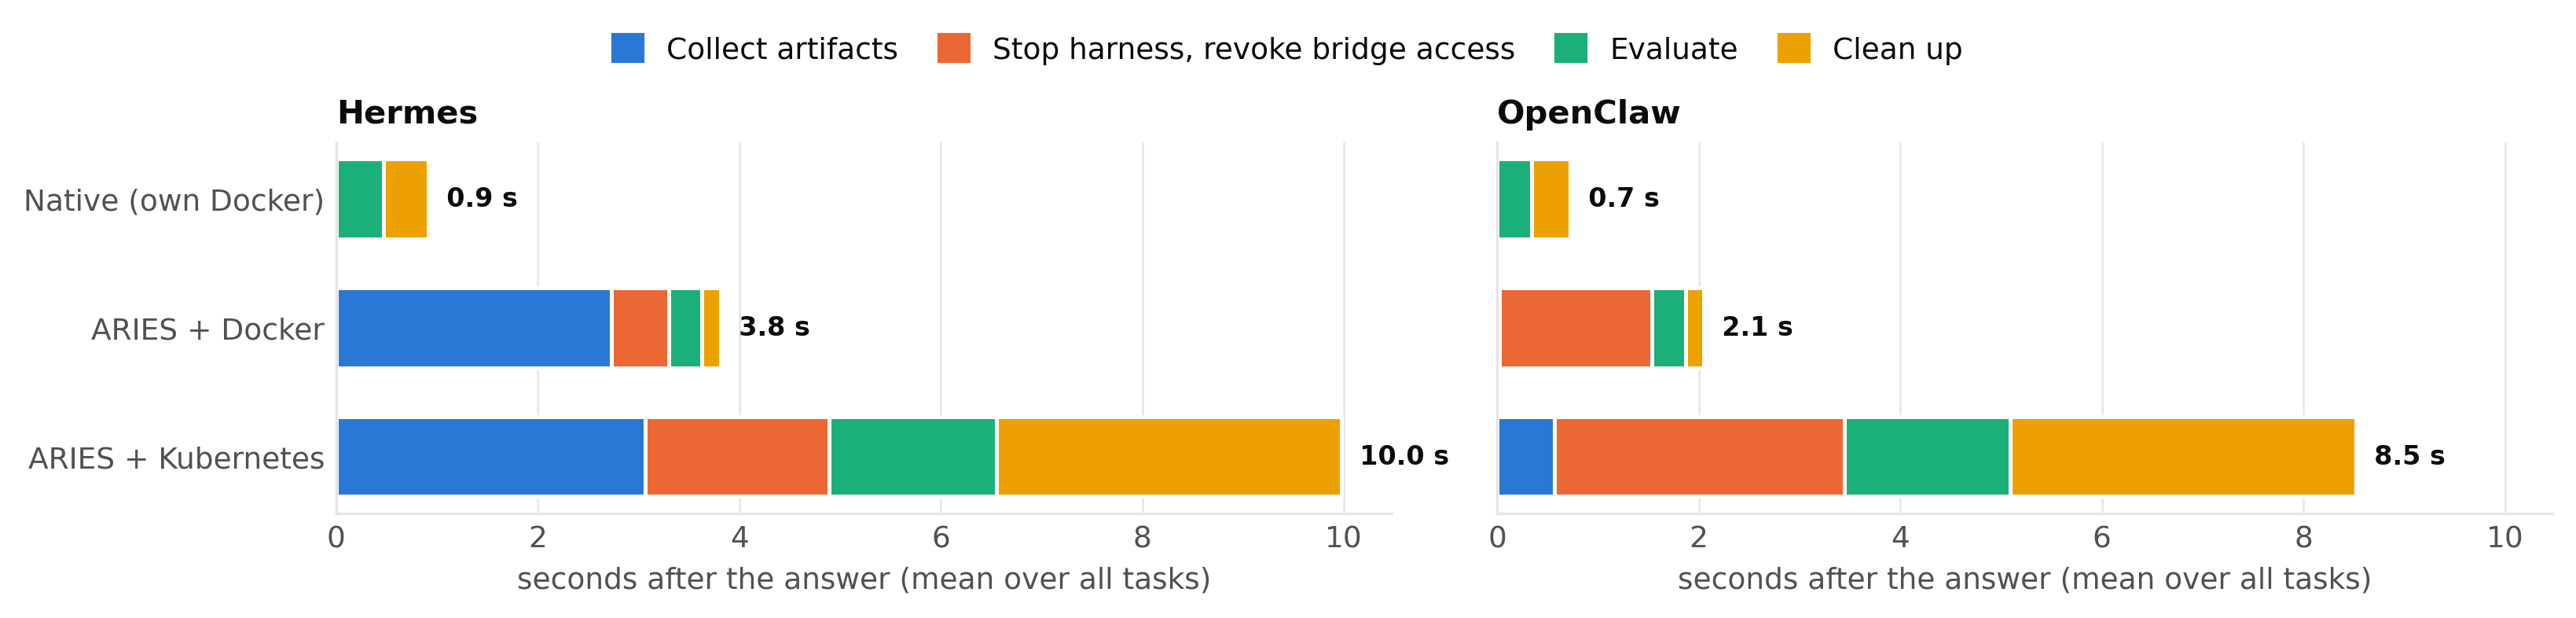 Collect artifacts  Stop harness, revoke bridge access  Evaluate  Clean up
Hermes
Native (own Docker)  0.9 s
ARIES + Docker  3.8 s
ARIES + Kubernetes  10.0 s
0  2  4  6  8  10
seconds after the answer (mean over all tasks)
OpenClaw
0.7 s
2.1 s
8.5 s
0  2  4  6  8  10
seconds after the answer (mean over all tasks)